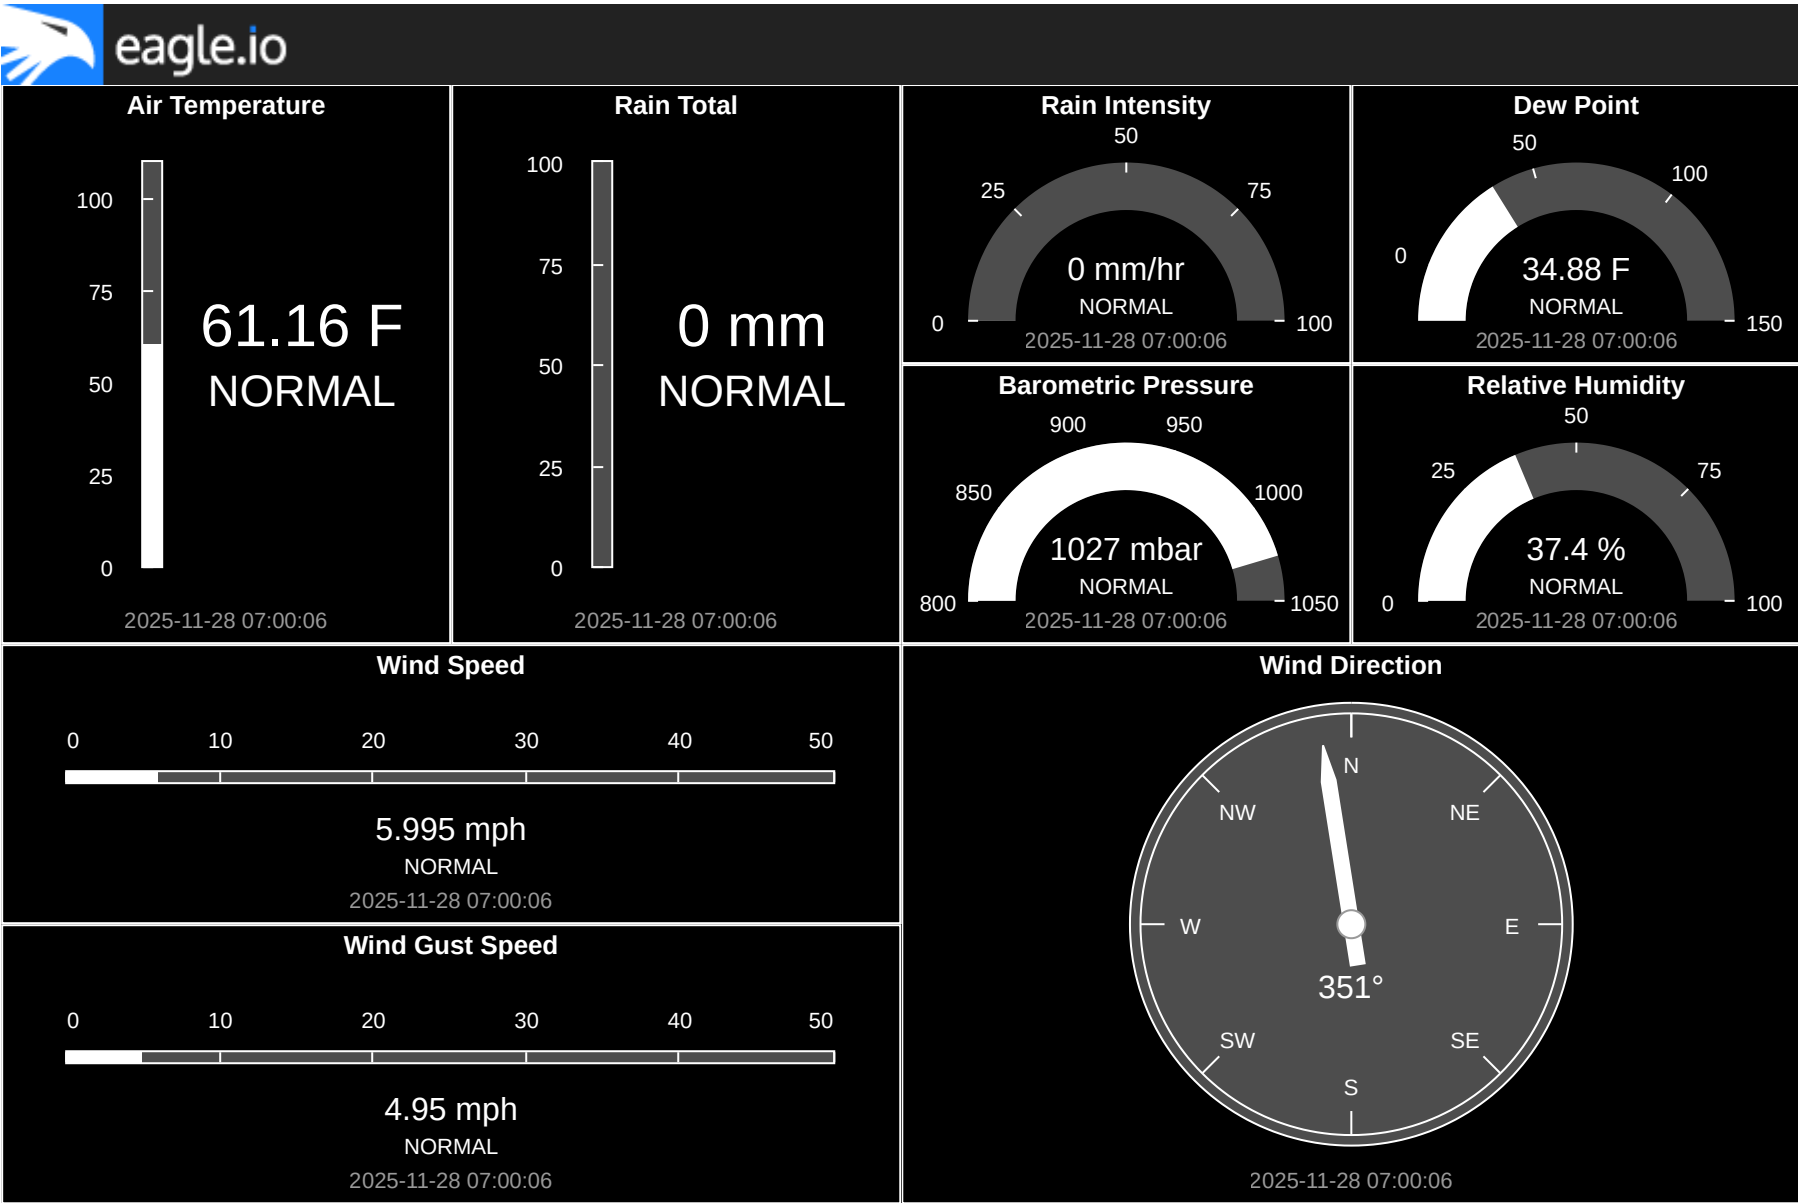 eagle.io
Air Temperature
100
75
50
25
0
61.16 F
NORMAL
2025-11-28 07:00:06
Rain Total
100
75
50
25
0
0 mm
NORMAL
2025-11-28 07:00:06
Rain Intensity
0
25
50
75
100
0 mm/hr
NORMAL
2025-11-28 07:00:06
Dew Point
0
50
100
150
34.88 F
NORMAL
2025-11-28 07:00:06
Barometric Pressure
800
850
900
950
1000
1050
1027 mbar
NORMAL
2025-11-28 07:00:06
Relative Humidity
0
25
50
75
100
37.4 %
NORMAL
2025-11-28 07:00:06
Wind Speed
0 10 20 30 40 50
5.995 mph
NORMAL
2025-11-28 07:00:06
Wind Gust Speed
0 10 20 30 40 50
4.95 mph
NORMAL
2025-11-28 07:00:06
Wind Direction
N
NW NE
W E
351°
SW SE
S
2025-11-28 07:00:06